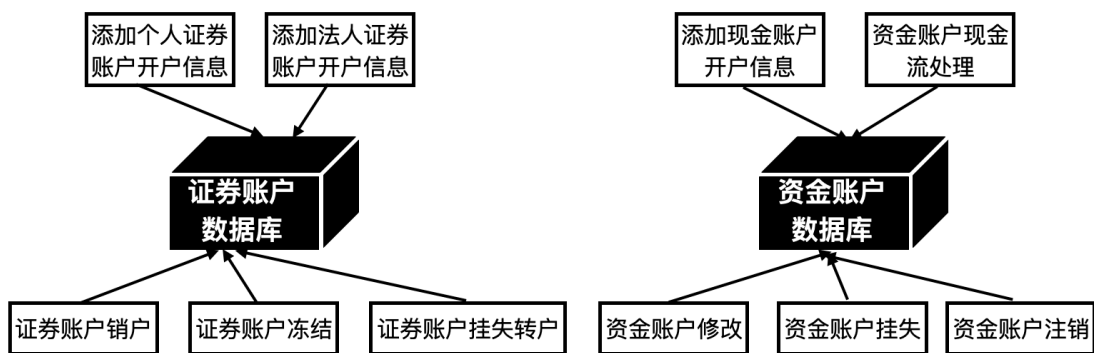 添加个人证券
账户开户信息
添加法人证券
账户开户信息
添加现金账户
开户信息
资金账户现金
流处理
证券账户
数据库
资金账户
数据库
证券账户销户
证券账户冻结
证券账户挂失转户
资金账户修改
资金账户挂失
资金账户注销